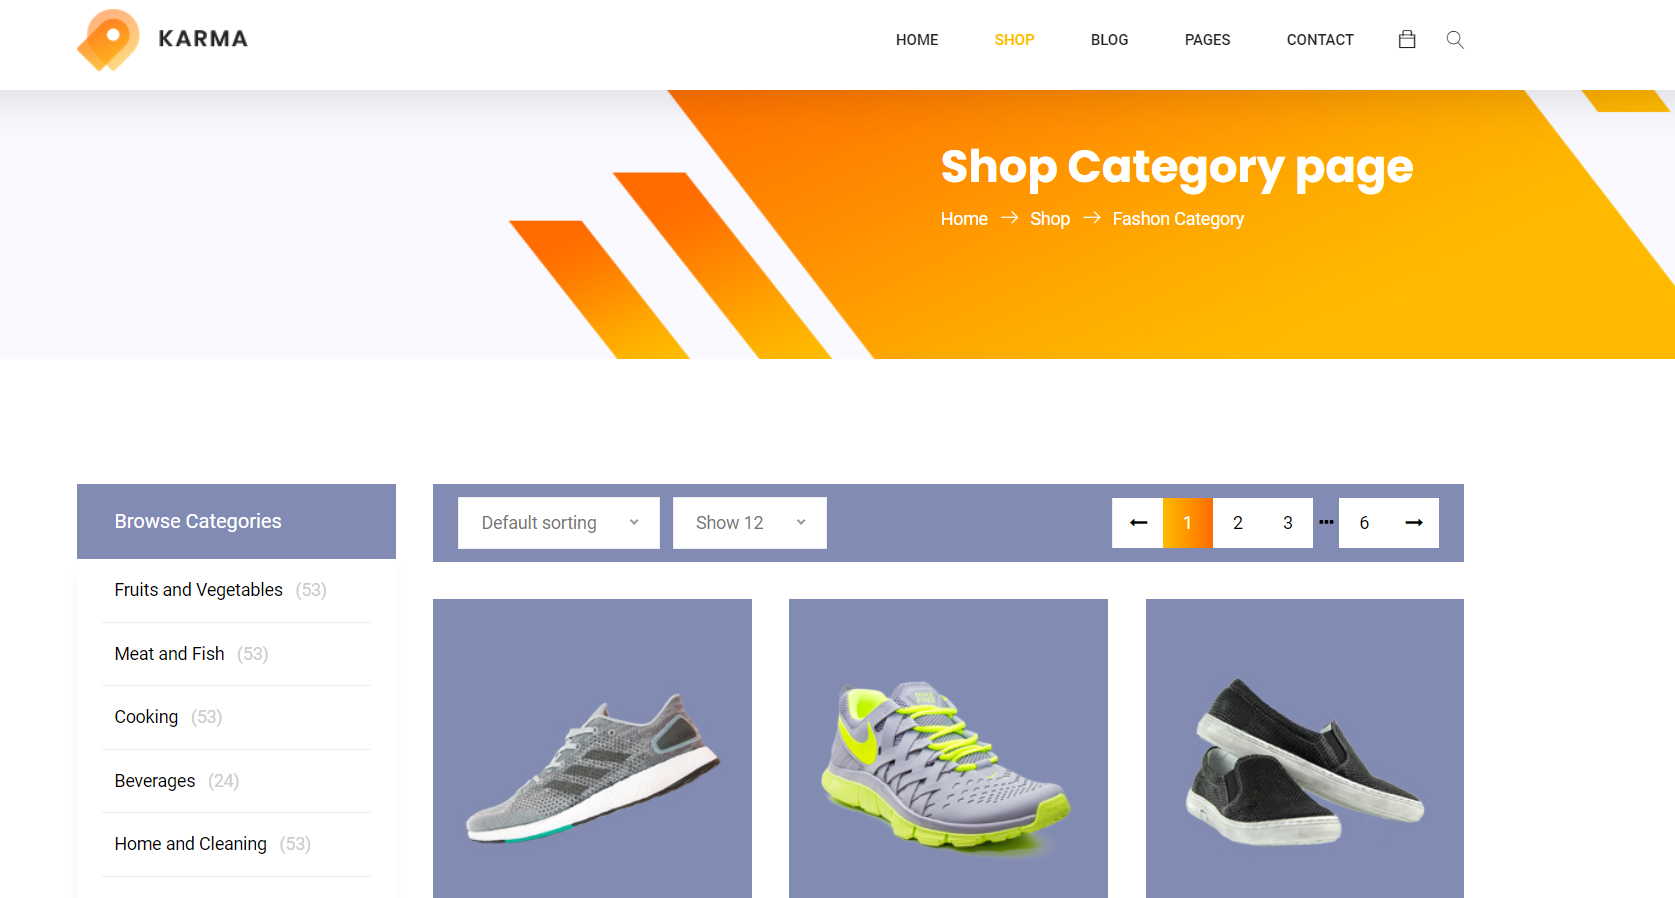 KARMA
HOME SHOP BLOG PAGES CONTACT
Shop Category page
Home → Shop → Fashon Category
Browse Categories
Default sorting Show 12 ← 1 2 3 ... 6 →
Fruits and Vegetables (53)
Meat and Fish (53)
Cooking (53)
Beverages (24)
Home and Cleaning (53)